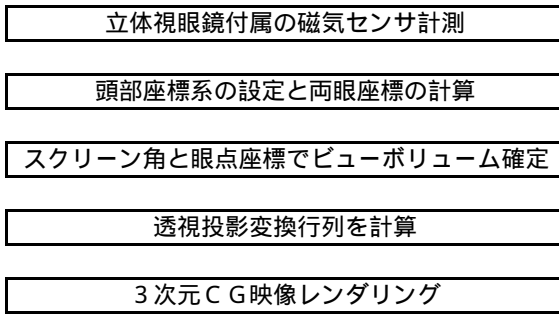 立体視眼鏡付属の磁気センサ計測
頭部座標系の設定と両眼座標の計算
スクリーン角と眼点座標でビューボリューム確定
透視投影変換行列を計算
３次元ＣＧ映像レンダリング